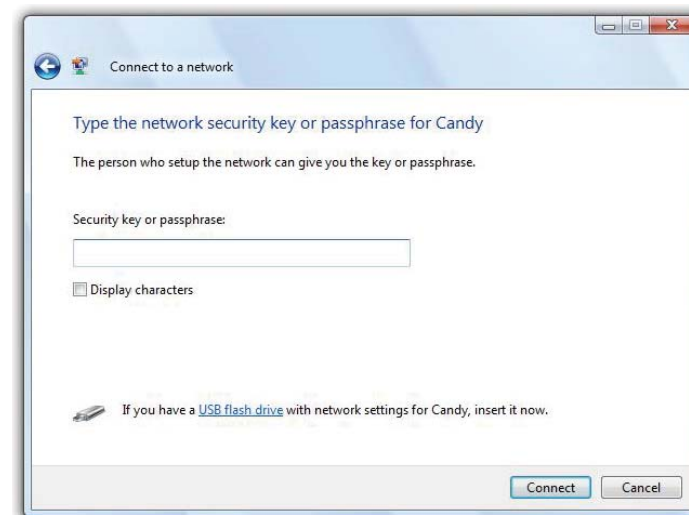 Connect to a network
Type the network security key or passphrase for Candy
The person who setup the network can give you the key or passphrase.
Security key or passphrase:
Display characters
If you have a USB flash drive with network settings for Candy, insert it now.
Connect Cancel